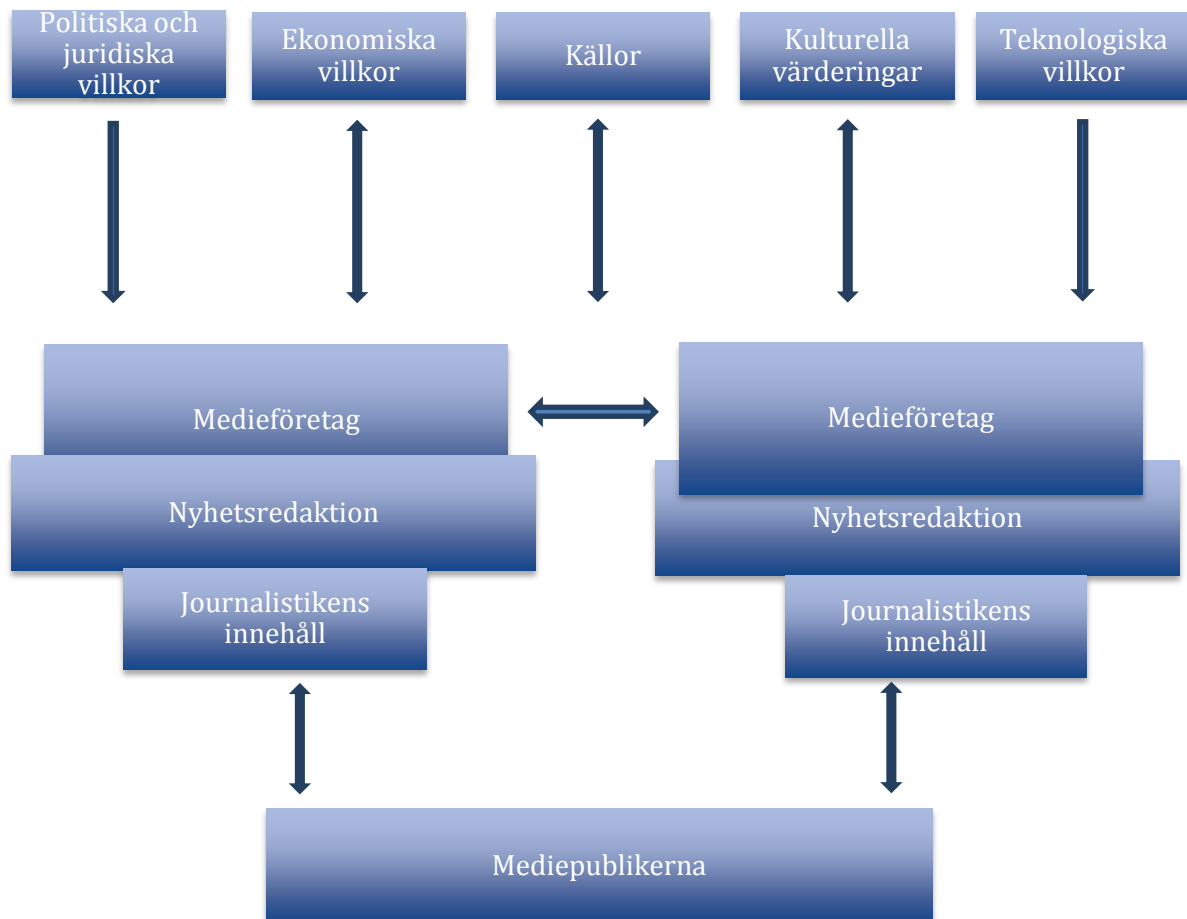 Politiska och
juridiska
villkor
Ekonomiska
villkor
Källor
Kulturella
värderingar
Teknologiska
villkor
Medieföretag
Medieföretag
Nyhetsredaktion
Nyhetsredaktion
Journalistikens
innehåll
Journalistikens
innehåll
Mediepublikerna